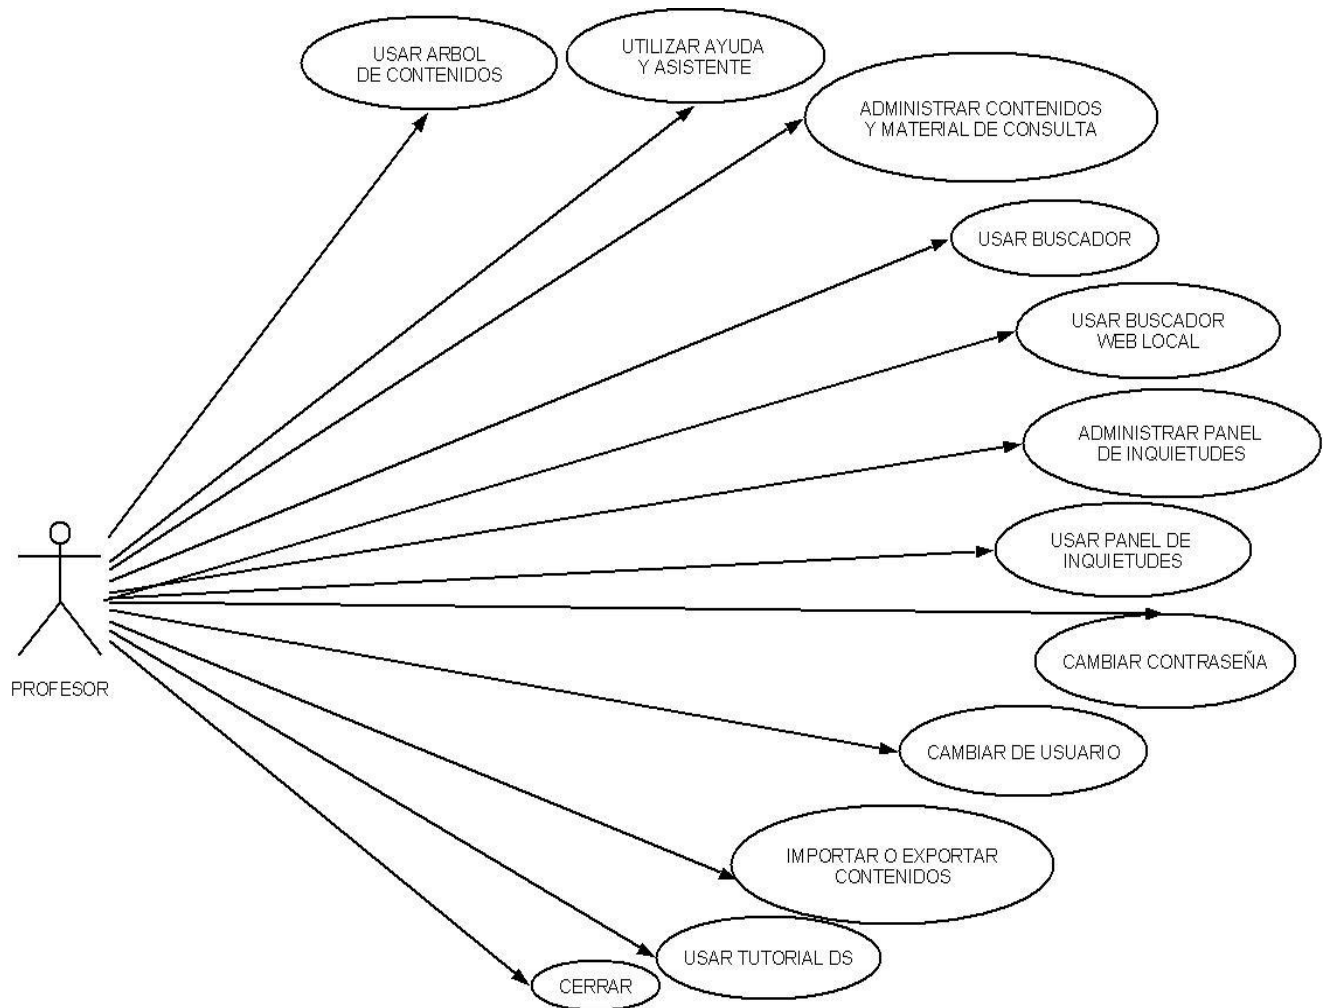 USAR ARBOL
DE CONTENIDOS
UTILIZAR AYUDA
Y ASISTENTE
ADMINISTRAR CONTENIDOS
Y MATERIAL DE CONSULTA
USAR BUSCADOR
USAR BUSCADOR
WEB LOCAL
ADMINISTRAR PANEL
DE INQUIETUDES
USAR PANEL DE
INQUIETUDES
CAMBIAR CONTRASEÑA
PROFESOR
CAMBIAR DE USUARIO
IMPORTAR O EXPORTAR
CONTENIDOS
USAR TUTORIAL DS
CERRAR